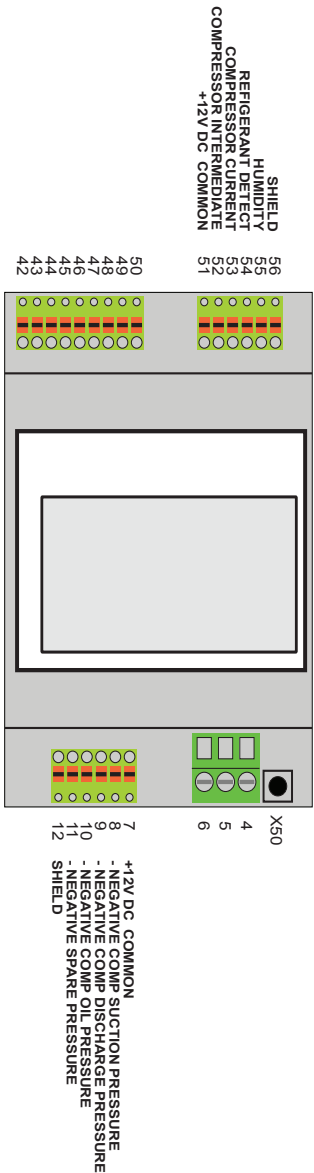 SHIELD 56
HUMIDITY 55
REFIGERANT DETECT 54
COMPRESSOR CURRENT 53
COMPRESSOR INTERMEDIATE 52
+12V DC COMMON 51
50
49
48
47
46
45
44
43
42
X50
4
5
6
7 +12V DC COMMON
8 - NEGATIVE COMP SUCTION PRESSURE
9 - NEGATIVE COMP DISCHARGE PRESSURE
10 - NEGATIVE COMP OIL PRESSURE
11 - NEGATIVE SPARE PRESSURE
12 SHIELD